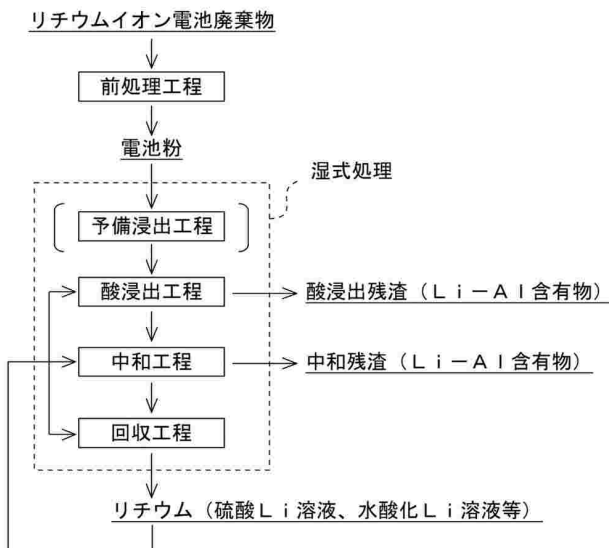 リチウムイオン電池廃棄物
前処理工程
電池粉
湿式処理
予備浸出工程
酸浸出工程
酸浸出残渣（Ｌｉ－Ａｌ含有物）
中和工程
中和残渣（Ｌｉ－Ａｌ含有物）
回収工程
リチウム（硫酸Ｌｉ溶液、水酸化Ｌｉ溶液等）